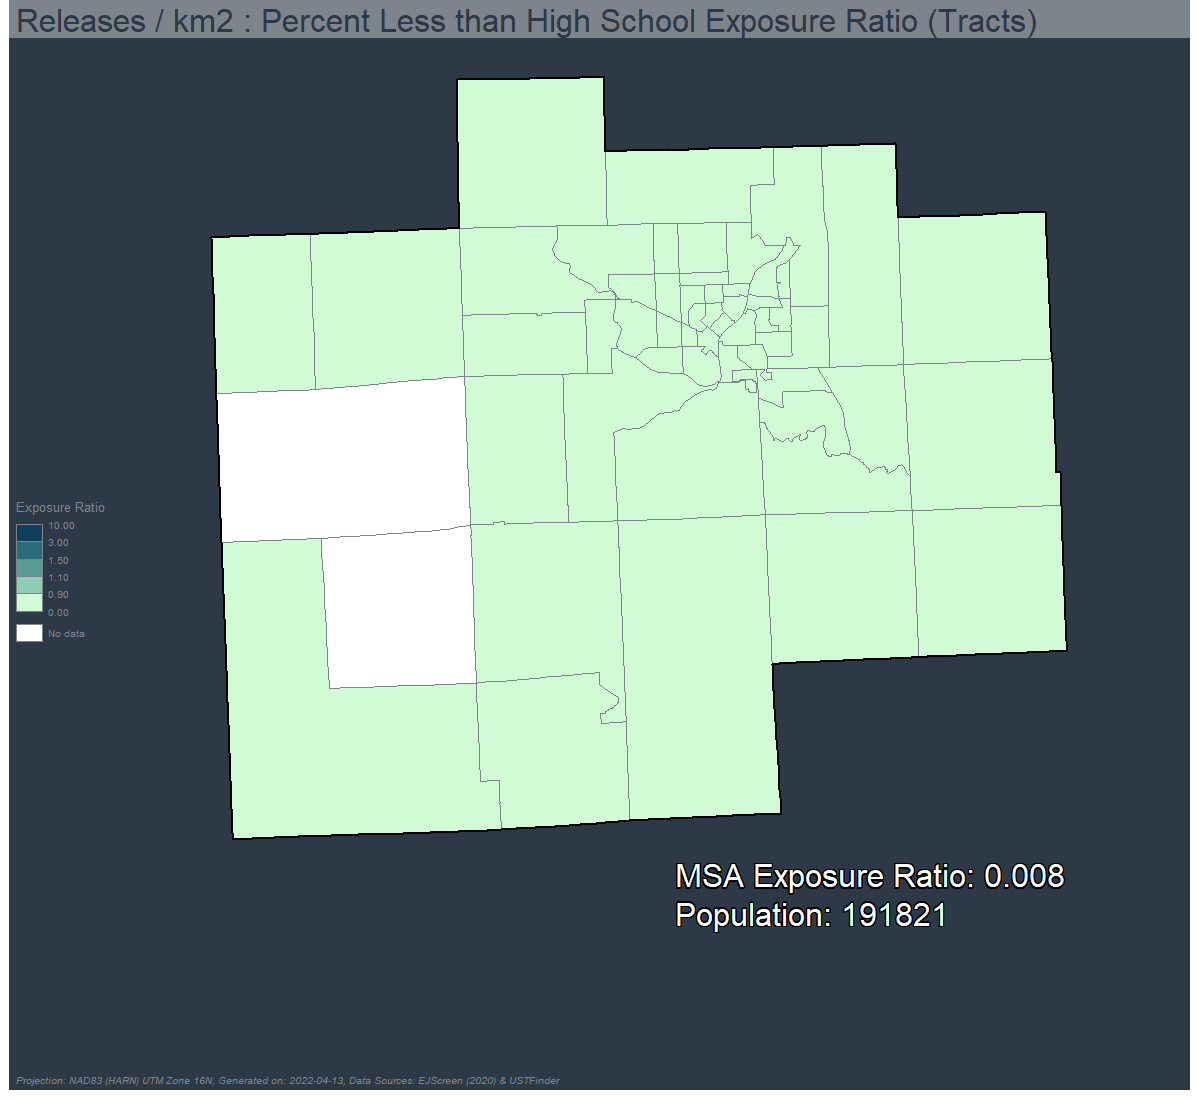 Releases / km2 : Percent Less than High School Exposure Ratio (Tracts)
Exposure Ratio
10.00
3.00
1.50
1.10
0.90
0.00
No data
MSA Exposure Ratio: 0.008
Population: 191821
Projection: NAD83 (HARN) UTM Zone 16N, Generated on: 2022-04-13, Data Sources: EJScreen (2020) & USTFinder